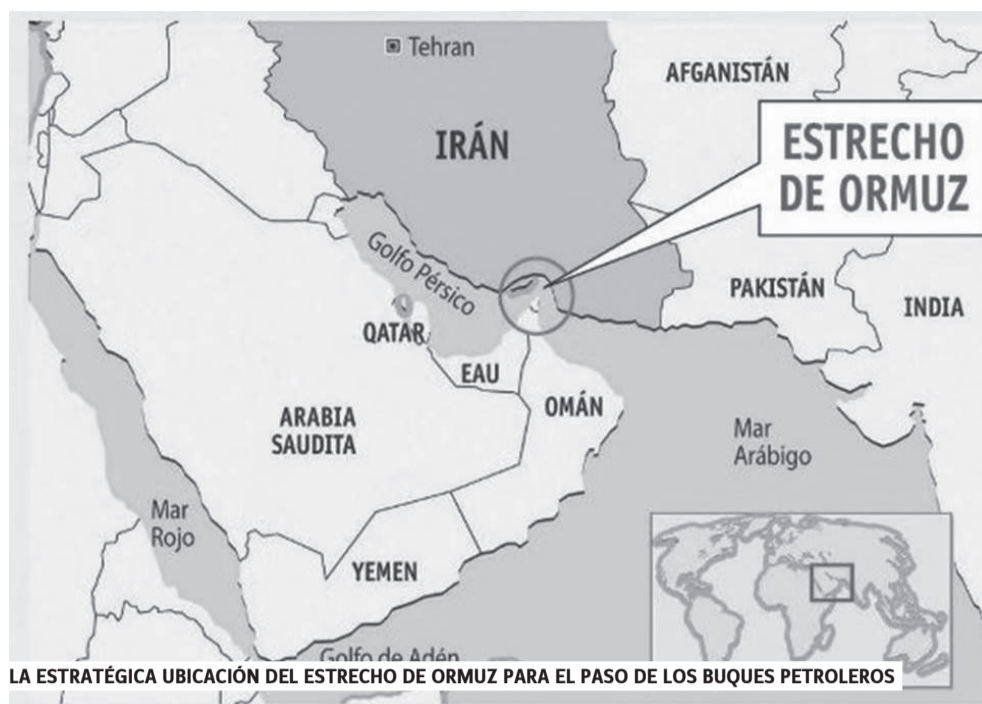 Tehran
AFGANISTÁN
IRÁN
ESTRECHO
DE ORMUZ
Golfo Pérsico
PAKISTÁN
INDIA
QATAR
EAU
OMÁN
ARABIA
SAUDITA
Mar
Arábigo
Mar
Rojo
YEMEN
Golfo de Adén
LA ESTRATÉGICA UBICACIÓN DEL ESTRECHO DE ORMUZ PARA EL PASO DE LOS BUQUES PETROLEROS